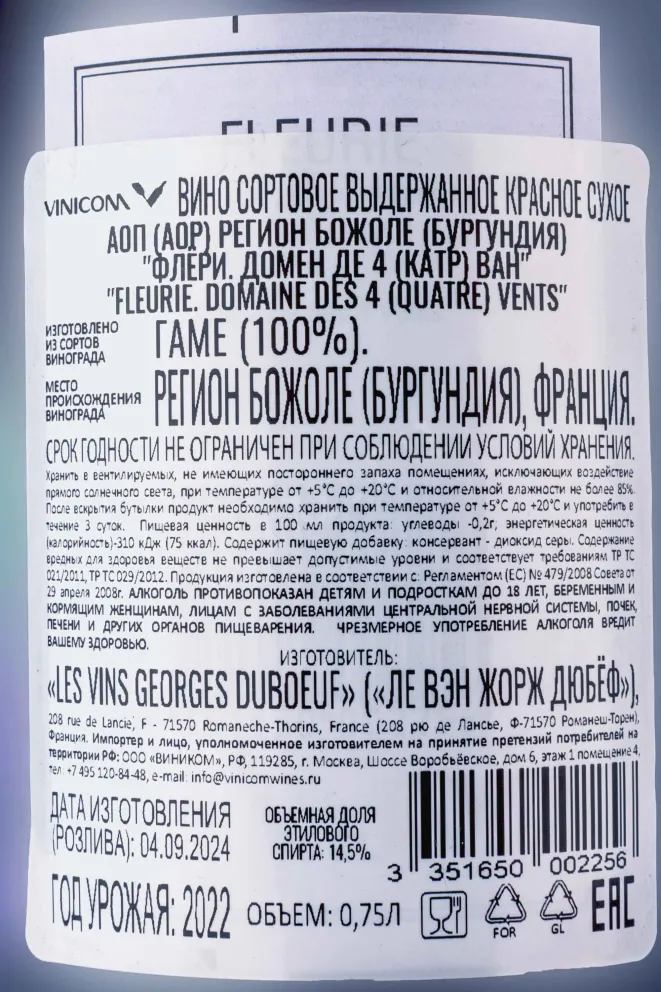 FLEURIE
VINICOM ВИНО СОРТОВОЕ ВЫДЕРЖАННОЕ КРАСНОЕ СУХОЕ
АОП (AOP) РЕГИОН БОЖОЛЕ (БУРГУНДИЯ)
"ФЛЁРИ. ДОМЕН ДЕ 4 (КАТР) ВАН"
"FLEURIE. DOMAINE DES 4 (QUATRE) VENTS"
ИЗГОТОВЛЕНО
ИЗ СОРТОВ
ВИНОГРАДА
ГАМЕ (100%).
МЕСТО
ПРОИСХОЖДЕНИЯ
ВИНОГРАДА
РЕГИОН БОЖОЛЕ (БУРГУНДИЯ), ФРАНЦИЯ.
СРОК ГОДНОСТИ НЕ ОГРАНИЧЕН ПРИ СОБЛЮДЕНИИ УСЛОВИЙ ХРАНЕНИЯ.
Хранить в вентилируемых, не имеющих постороннего запаха помещениях, исключающих воздействие
прямого солнечного света, при температуре от +5°С до +20°С и относительной влажности не более 85%.
После вскрытия бутылки продукт необходимо хранить при температуре от +5°С до +20°С и употребить в
течение 3 суток. Пищевая ценность в 100 мл продукта: углеводы -0,2г; энергетическая ценность
(калорийность)-310 кДж (75 ккал). Содержит пищевую добавку: консервант - диоксид серы. Содержание
вредных для здоровья веществ не превышает допустимые уровни и соответствует требованиям ТР ТС
021/2011, ТР ТС 029/2012. Продукция изготовлена в соответствии с: Регламентом (ЕС) № 479/2008 Совета от
29 апреля 2008г. АЛКОГОЛЬ ПРОТИВОПОКАЗАН ДЕТЯМ И ПОДРОСТКАМ ДО 18 ЛЕТ, БЕРЕМЕННЫМ И
КОРМЯЩИМ ЖЕНЩИНАМ, ЛИЦАМ С ЗАБОЛЕВАНИЯМИ ЦЕНТРАЛЬНОЙ НЕРВНОЙ СИСТЕМЫ, ПОЧЕК,
ПЕЧЕНИ И ДРУГИХ ОРГАНОВ ПИЩЕВАРЕНИЯ. ЧРЕЗМЕРНОЕ УПОТРЕБЛЕНИЕ АЛКОГОЛЯ ВРЕДИТ
ВАШЕМУ ЗДОРОВЬЮ.
ИЗГОТОВИТЕЛЬ:
«LES VINS GEORGES DUBOEUF» («ЛЕ ВЭН ЖОРЖ ДЮБЁФ»),
208 rue de Lancie, F - 71570 Romaneche-Thorins, France (208 рю де Лансье, Ф-71570 Романеш-Торен),
Франция. Импортер и лицо, уполномоченное изготовителем на принятие претензий потребителей на
территории РФ: ООО «ВИНИКОМ», РФ, 119285, г. Москва, Шоссе Воробьёвское, дом 6, этаж 1 помещение 4,
тел. +7 495 120-84-48, e-mail: info@vinicomwines.ru
ДАТА ИЗГОТОВЛЕНИЯ
(РОЗЛИВА): 04.09.2024
ОБЪЕМНАЯ ДОЛЯ
ЭТИЛОВОГО
СПИРТА: 14,5%
3 351650 002256
ГОД УРОЖАЯ: 2022
ОБЪЕМ: 0,75Л
FOR
GL
EAC